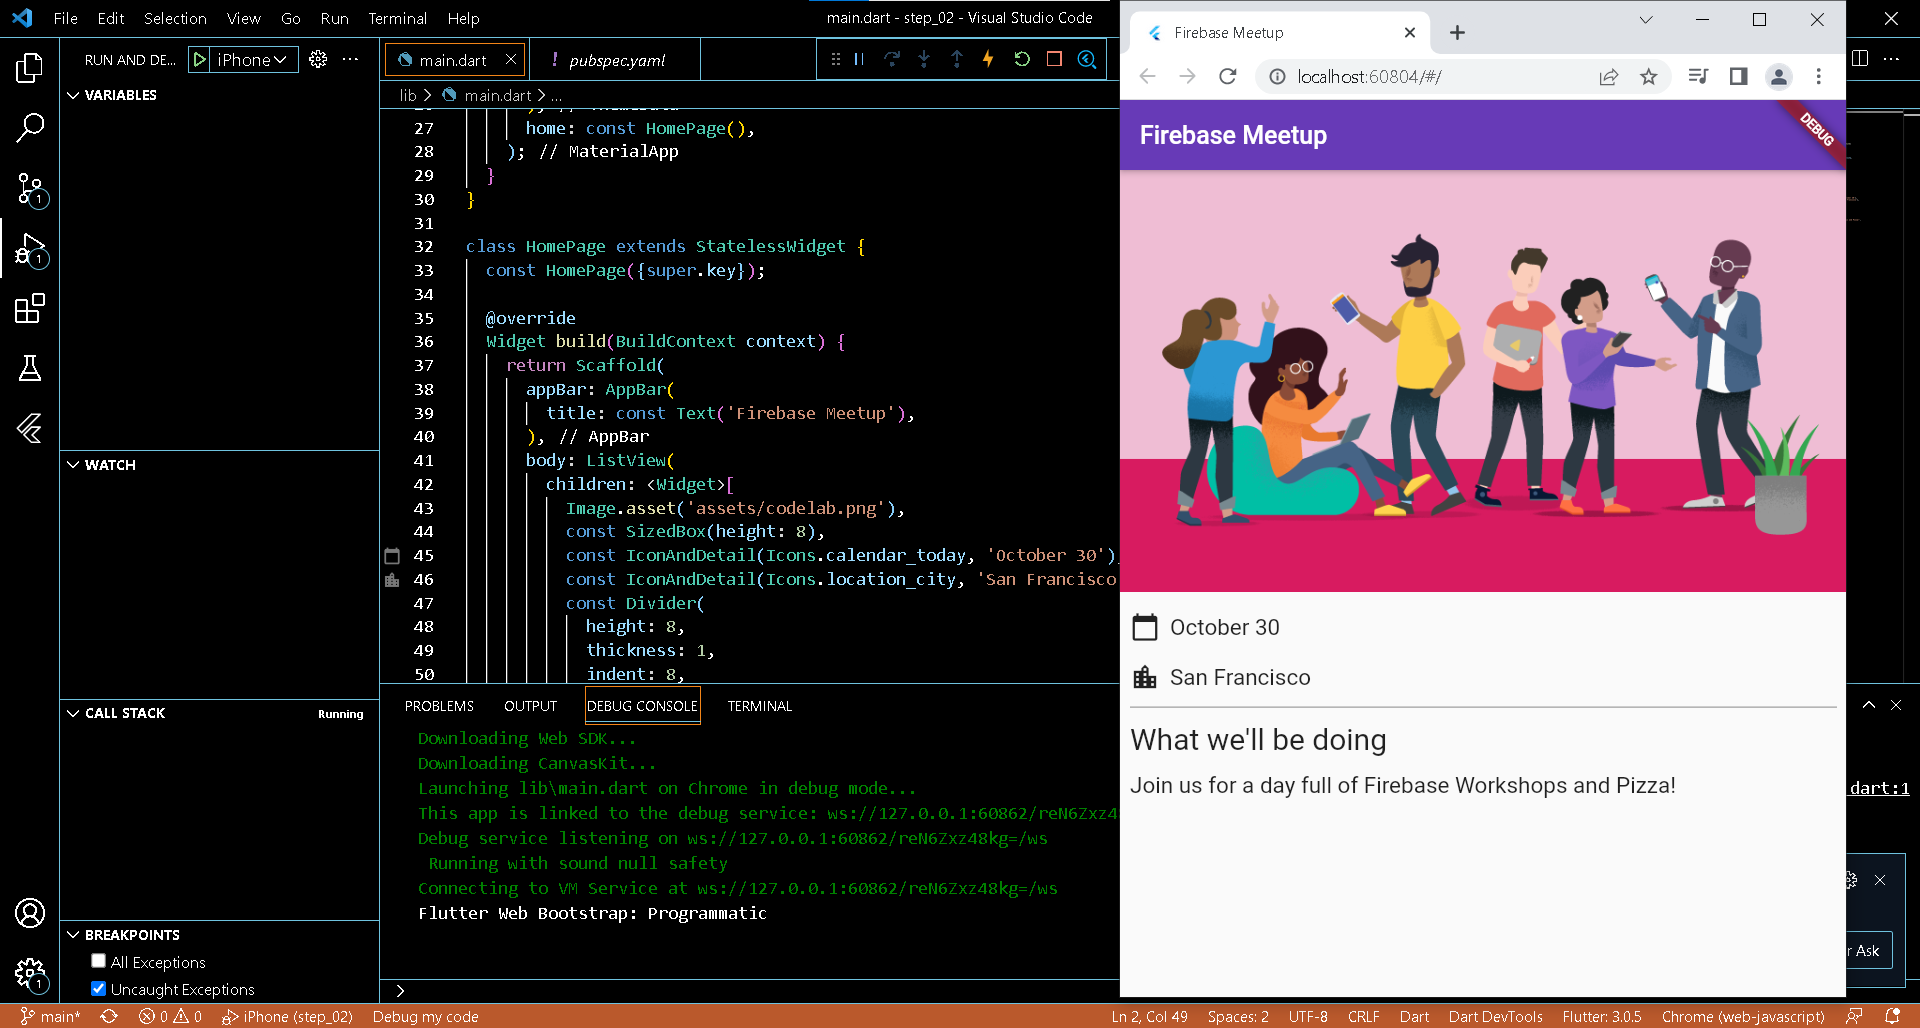 File Edit Selection View Go Run Terminal Help
main.dart - step_02 - Visual Studio Code
RUN AND DE...
iPhone
VARIABLES
WATCH
CALL STACK
Running
BREAKPOINTS
All Exceptions
Uncaught Exceptions
main.dart
! pubspec.yaml
lib > main.dart > ...
27 home: const HomePage(),
28 ); // MaterialApp
29 }
30 }
31
32 class HomePage extends StatelessWidget {
33 const HomePage({super.key});
34
35 @override
36 Widget build(BuildContext context) {
37 return Scaffold(
38 appBar: AppBar(
39 title: const Text('Firebase Meetup'),
40 ), // AppBar
41 body: ListView(
42 children: <Widget>[
43 Image.asset('assets/codelab.png'),
44 const SizedBox(height: 8),
45 const IconAndDetail(Icons.calendar_today, 'October 30'),
46 const IconAndDetail(Icons.location_city, 'San Francisco
47 const Divider(
48 height: 8,
49 thickness: 1,
50 indent: 8,
PROBLEMS OUTPUT DEBUG CONSOLE TERMINAL
Downloading Web SDK...
Downloading CanvasKit...
Launching lib\main.dart on Chrome in debug mode...
This app is linked to the debug service: ws://127.0.0.1:60862/reN6Zxz4
Debug service listening on ws://127.0.0.1:60862/reN6Zxz48kg=/ws
Running with sound null safety
Connecting to VM Service at ws://127.0.0.1:60862/reN6Zxz48kg=/ws
Flutter Web Bootstrap: Programmatic
>
Firebase Meetup
localhost:60804/#/
Firebase Meetup
DEBUG
October 30
San Francisco
What we'll be doing
Join us for a day full of Firebase Workshops and Pizza!
dart:1
r Ask
1
1
1
main* 0 0 iPhone (step_02) Debug my code
Ln 2, Col 49 Spaces: 2 UTF-8 CRLF Dart Dart DevTools Flutter: 3.0.5 Chrome (web-javascript)